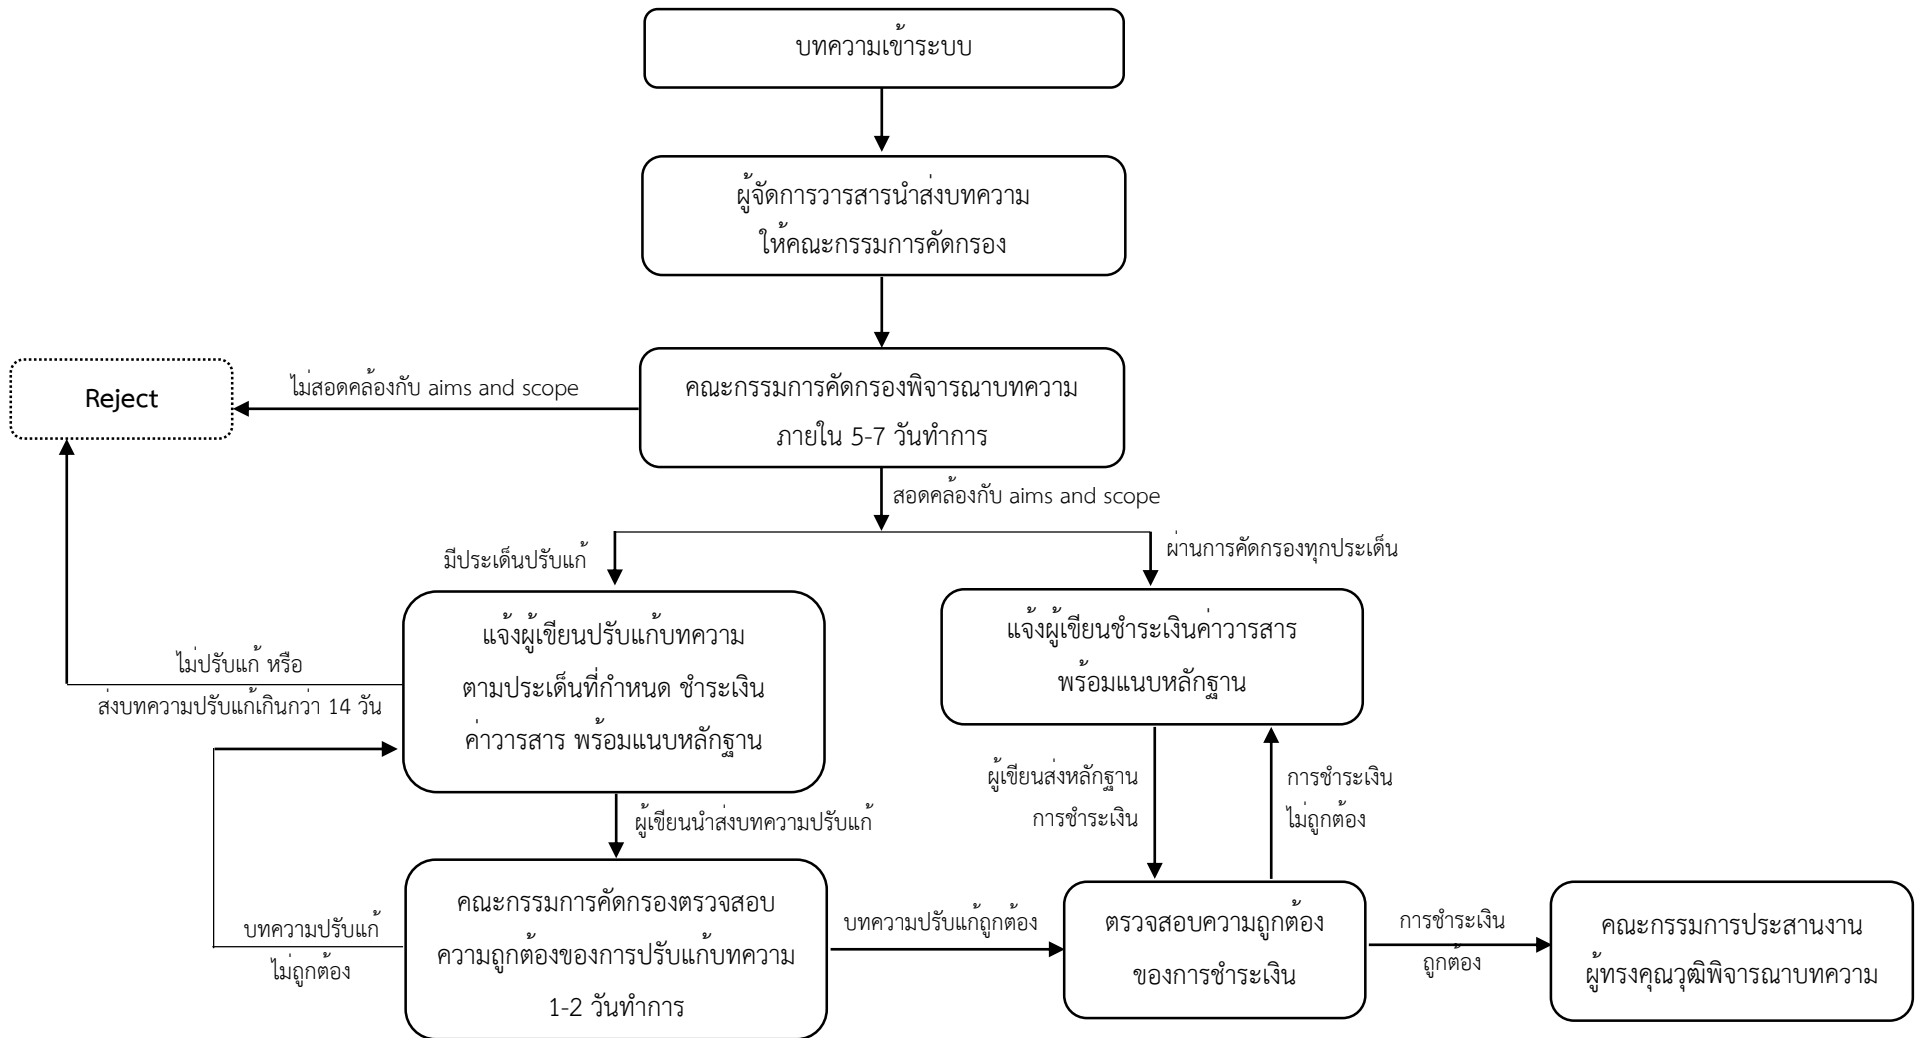 บทความเข้าระบบ
ผู้จัดการวารสารนำส่งบทความ
ให้คณะกรรมการคัดกรอง
Reject
ไม่สอดคล้องกับ aims and scope
คณะกรรมการคัดกรองพิจารณาบทความ
ภายใน 5-7 วันทำการ
สอดคล้องกับ aims and scope
มีประเด็นปรับแก้
ผ่านการคัดกรองทุกประเด็น
แจ้งผู้เขียนปรับแก้บทความ
ตามประเด็นที่กำหนด ชำระเงิน
ค่าวารสาร พร้อมแนบหลักฐาน
แจ้งผู้เขียนชำระเงินค่าวารสาร
พร้อมแนบหลักฐาน
ไม่ปรับแก้ หรือ
ส่งบทความปรับแก้เกินกว่า 14 วัน
ผู้เขียนนำส่งบทความปรับแก้
ผู้เขียนส่งหลักฐาน
การชำระเงิน
การชำระเงิน
ไม่ถูกต้อง
บทความปรับแก้
ไม่ถูกต้อง
คณะกรรมการคัดกรองตรวจสอบ
ความถูกต้องของการปรับแก้บทความ
1-2 วันทำการ
บทความปรับแก้ถูกต้อง
ตรวจสอบความถูกต้อง
ของการชำระเงิน
การชำระเงิน
ถูกต้อง
คณะกรรมการประสานงาน
ผู้ทรงคุณวุฒิพิจารณาบทความ